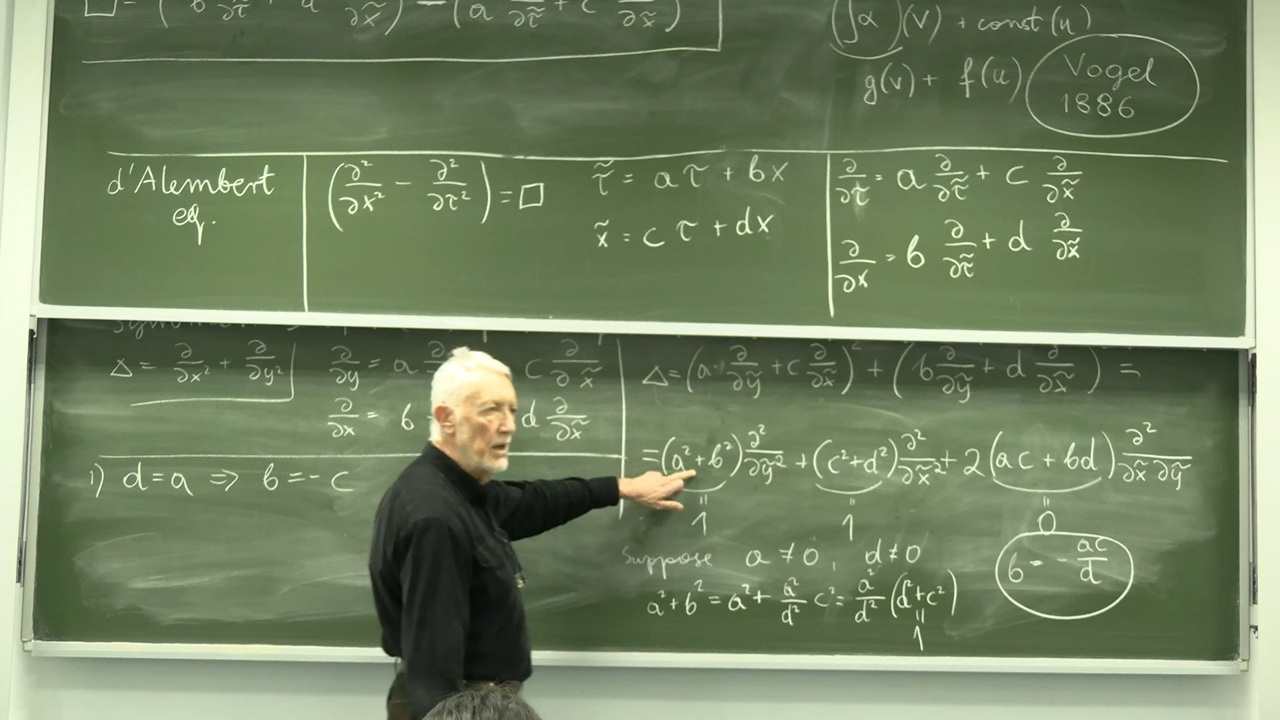 □ = ( b ∂/∂τ̃ + d ∂/∂x̃ )² − ( a ∂/∂τ̃ + c ∂/∂x̃ )²
(∫α)(v) + const(u)
g(v) + f(u)
Vogel
1886
d'Alembert
eq.
(∂²/∂x² − ∂²/∂τ²) = □
τ̃ = aτ + bx
x̃ = cτ + dx
∂/∂τ = a ∂/∂τ̃ + c ∂/∂x̃
∂/∂x = b ∂/∂τ̃ + d ∂/∂x̃
Δ = ∂/∂x² + ∂/∂y²
∂/∂y = a ∂ c ∂/∂x̃
∂/∂x = b d ∂/∂x̃
1) d = a ⇒ b = − c
Δ = (a ∂/∂ỹ + c ∂/∂x̃)² + (b ∂/∂ỹ + d ∂/∂x̃) =
= (a² + b²) ∂²/∂ỹ² + (c² + d²) ∂²/∂x̃² + 2 (ac + bd) ∂²/∂x̃∂ỹ
= 1 = 1 = 0
Suppose a ≠ 0, d ≠ 0
b = − ac/d
a² + b² = a² + a²/d² c² = a²/d² (d² + c²)
= 1